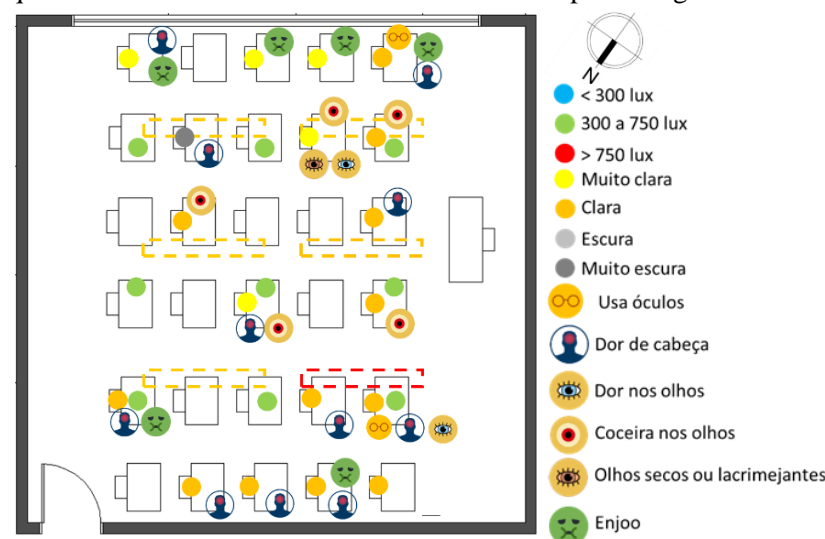 N
< 300 lux
300 a 750 lux
> 750 lux
Muito clara
Clara
Escura
Muito escura
Usa óculos
Dor de cabeça
Dor nos olhos
Coceira nos olhos
Olhos secos ou lacrimejantes
Enjoo